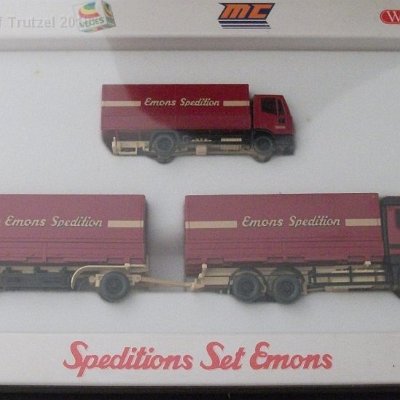 f Trutzel 20
MC
W
Emons Spedition
Emons Spedition
Emons Spedition
Speditions Set Emons